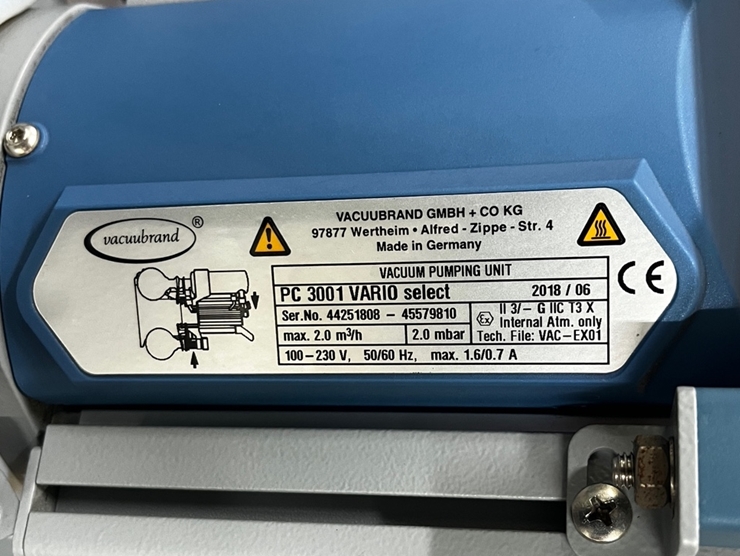 vacuubrand ®
VACUUBRAND GMBH + CO KG
97877 Wertheim • Alfred - Zippe - Str. 4
Made in Germany
VACUUM PUMPING UNIT
PC 3001 VARIO select 2018 / 06
Ser.No. 44251808 - 45579810
max. 2.0 m³/h 2.0 mbar
Ex II 3/- G IIC T3 X
Internal Atm. only
Tech. File: VAC-EX01
100-230 V, 50/60 Hz, max. 1.6/0.7 A
CE